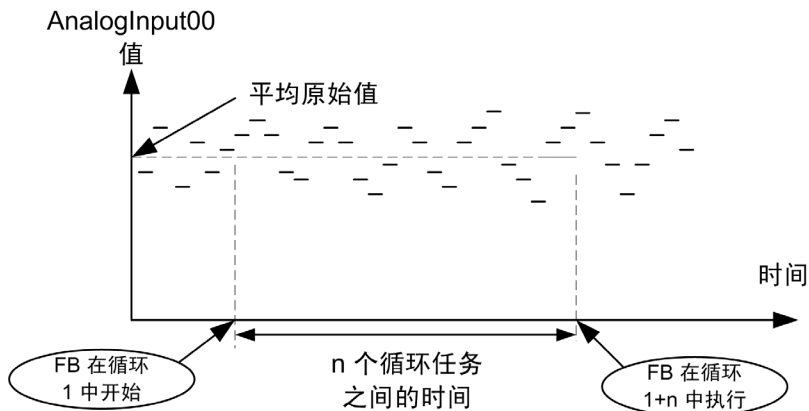 AnalogInput00
值
平均原始值
时间
FB 在循环
1 中开始
n 个循环任务
之间的时间
FB 在循环
1+n 中执行